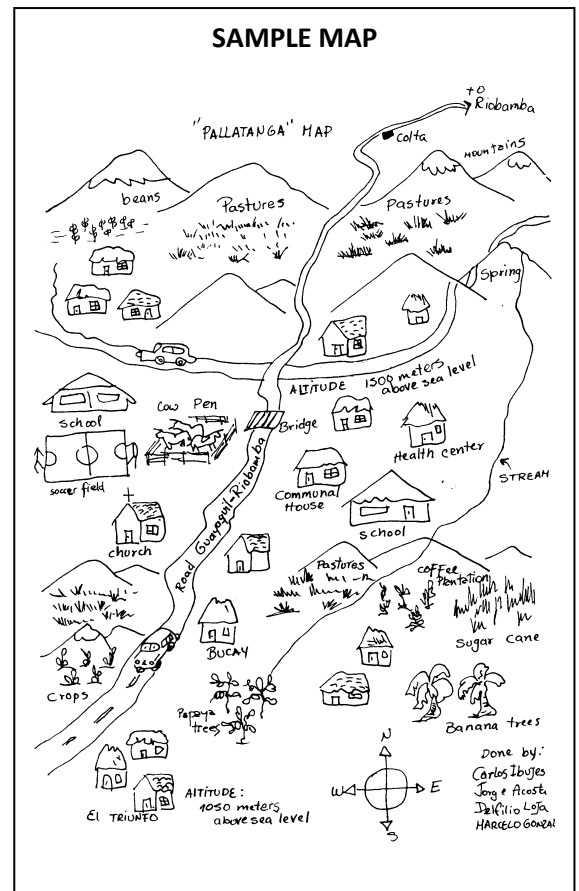 SAMPLE MAP
to
Riobamba
"PALLATANGA" MAP
Colta
MOUNTAINS
beans
Pastures
Pastures
Spring
ALTITUDE 1500 meters
above sea level
School
Cow Pen
Bridge
Health center
soccer field
STREAM
Communal
House
School
church
Road Guayaquil-Riobamba
Pastures
COFFEE
Plantation
Sugar cane
BUCAY
Crops
Papaya
trees
Banana trees
N
W
E
S
Done by:
Carlos Ibujes
Jorge Acosta
Delfilio Loja
MARCELO GONZAL
EL TRIUNFO
ALTITUDE:
1050 meters
above sea level